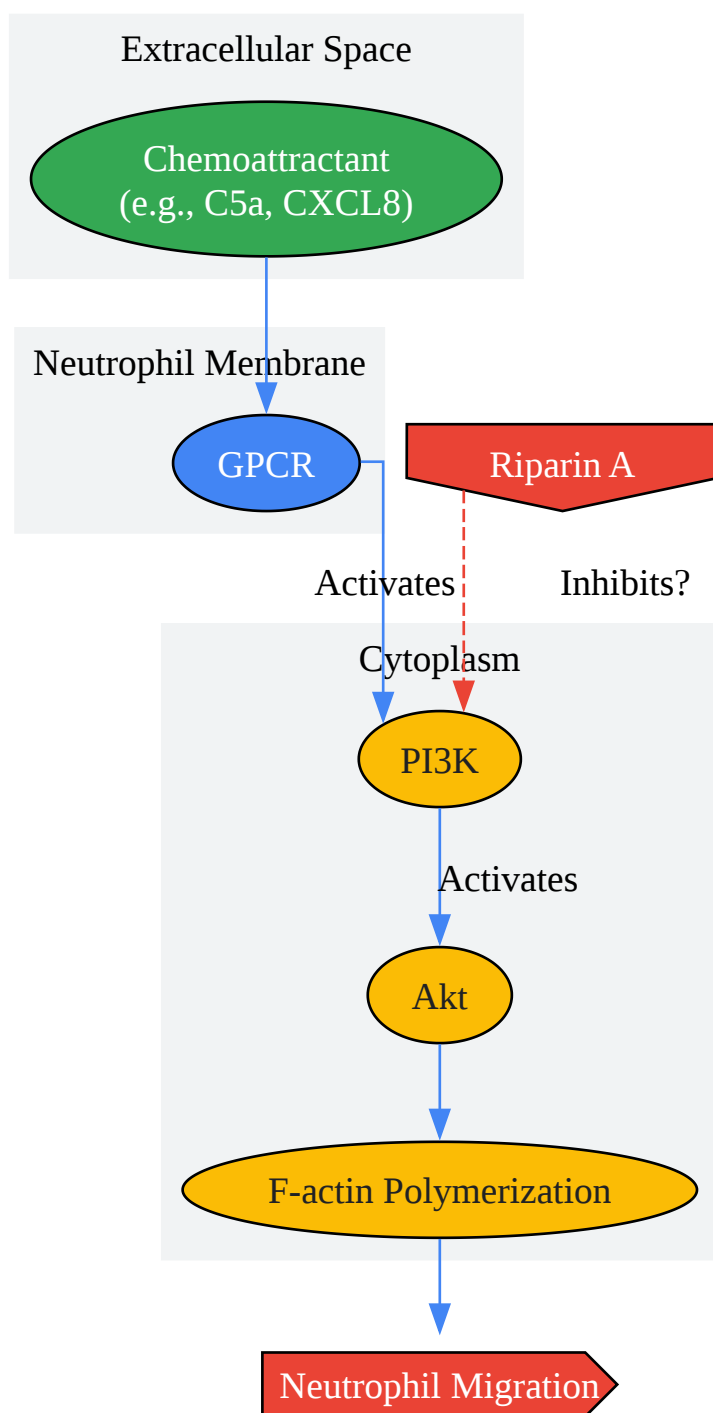 Extracellular Space
Chemoattractant
(e.g., C5a, CXCL8)
Neutrophil Membrane
GPCR
Riparin A
Activates
Inhibits?
Cytoplasm
PI3K
Activates
Akt
F-actin Polymerization
Neutrophil Migration